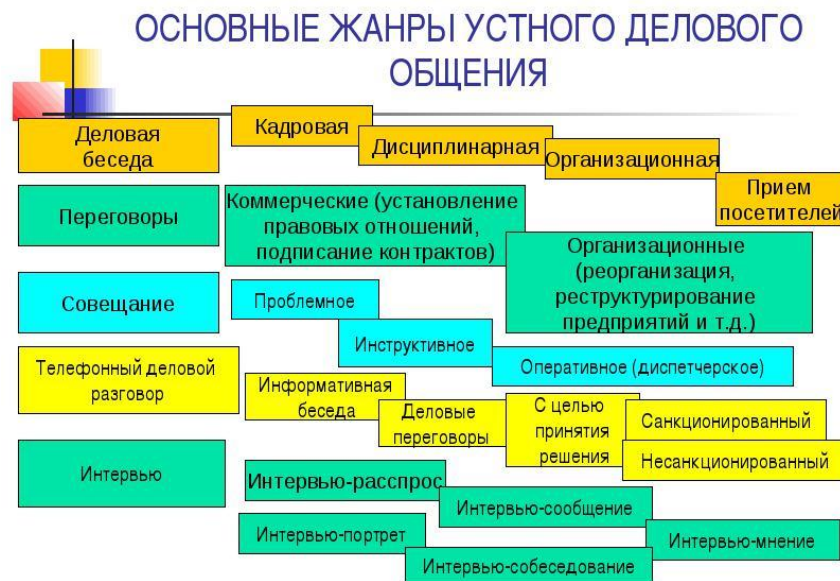 ОСНОВНЫЕ ЖАНРЫ УСТНОГО ДЕЛОВОГО
ОБЩЕНИЯ
Деловая
беседа
Кадровая
Дисциплинарная
Организационная
Прием
посетителей
Переговоры
Коммерческие (установление
правовых отношений,
подписание контрактов)
Организационные
(реорганизация,
реструктурирование
предприятий и т.д.)
Совещание
Проблемное
Инструктивное
Оперативное (диспетчерское)
Телефонный деловой
разговор
Информативная
беседа
Деловые
переговоры
С целью
принятия
решения
Санкционированный
Несанкционированный
Интервью
Интервью-расспрос
Интервью-сообщение
Интервью-портрет
Интервью-мнение
Интервью-собеседование